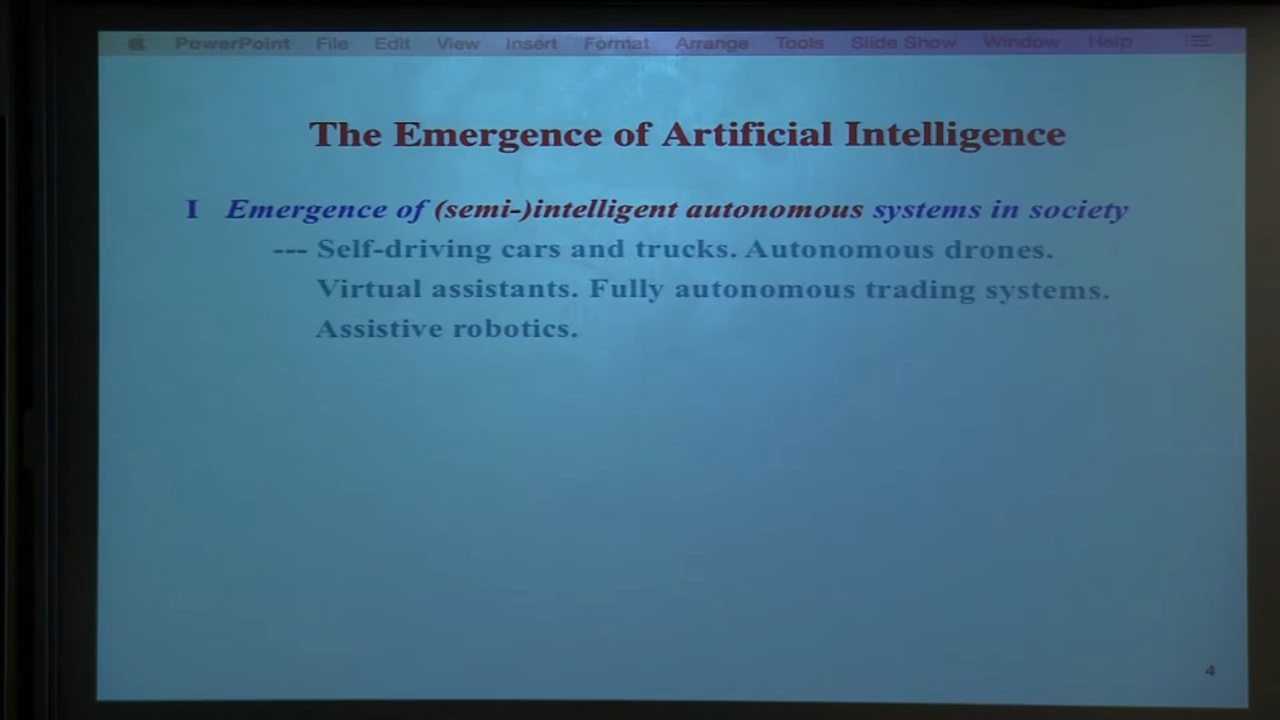 PowerPoint File Edit View Insert Format Arrange Tools Slide Show Window Help
The Emergence of Artificial Intelligence
I Emergence of (semi-)intelligent autonomous systems in society
--- Self-driving cars and trucks. Autonomous drones.
Virtual assistants. Fully autonomous trading systems.
Assistive robotics.
4